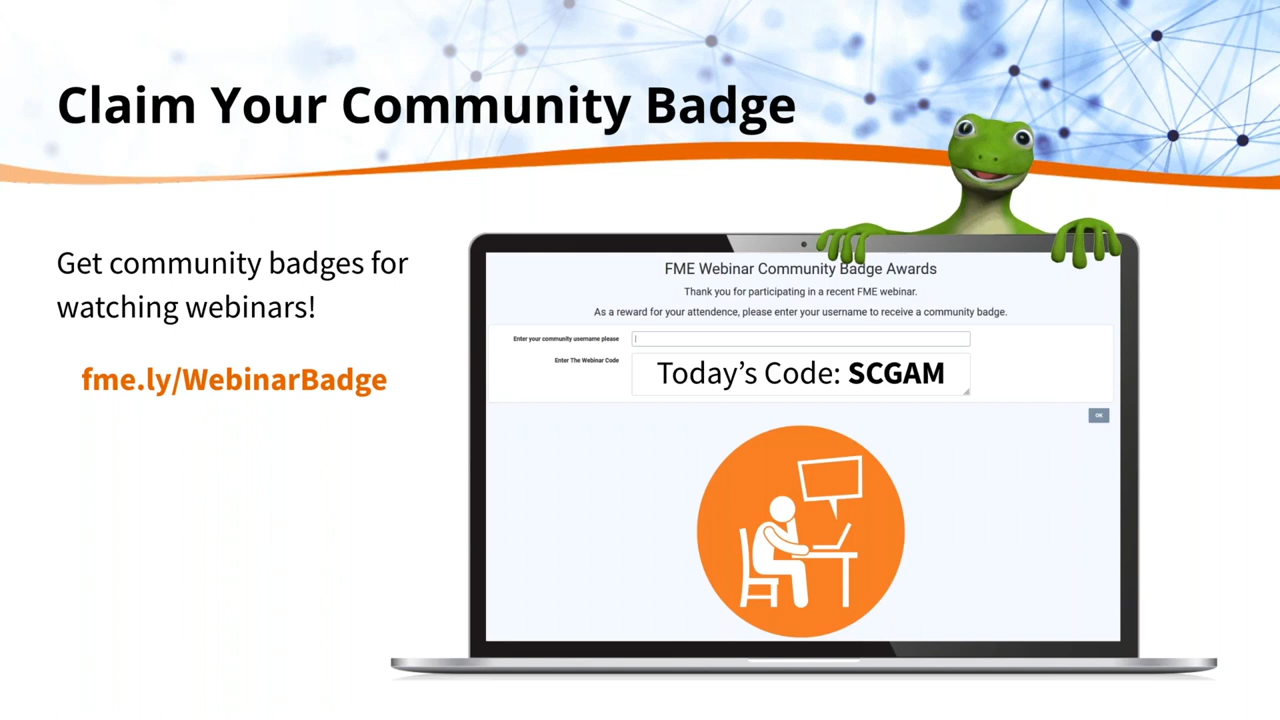 Claim Your Community Badge
Get community badges for
watching webinars!
fme.ly/WebinarBadge
FME Webinar Community Badge Awards
Thank you for participating in a recent FME webinar.
As a reward for your attendence, please enter your username to receive a community badge.
Enter your community username please
Enter The Webinar Code
Today’s Code: SCGAM
OK